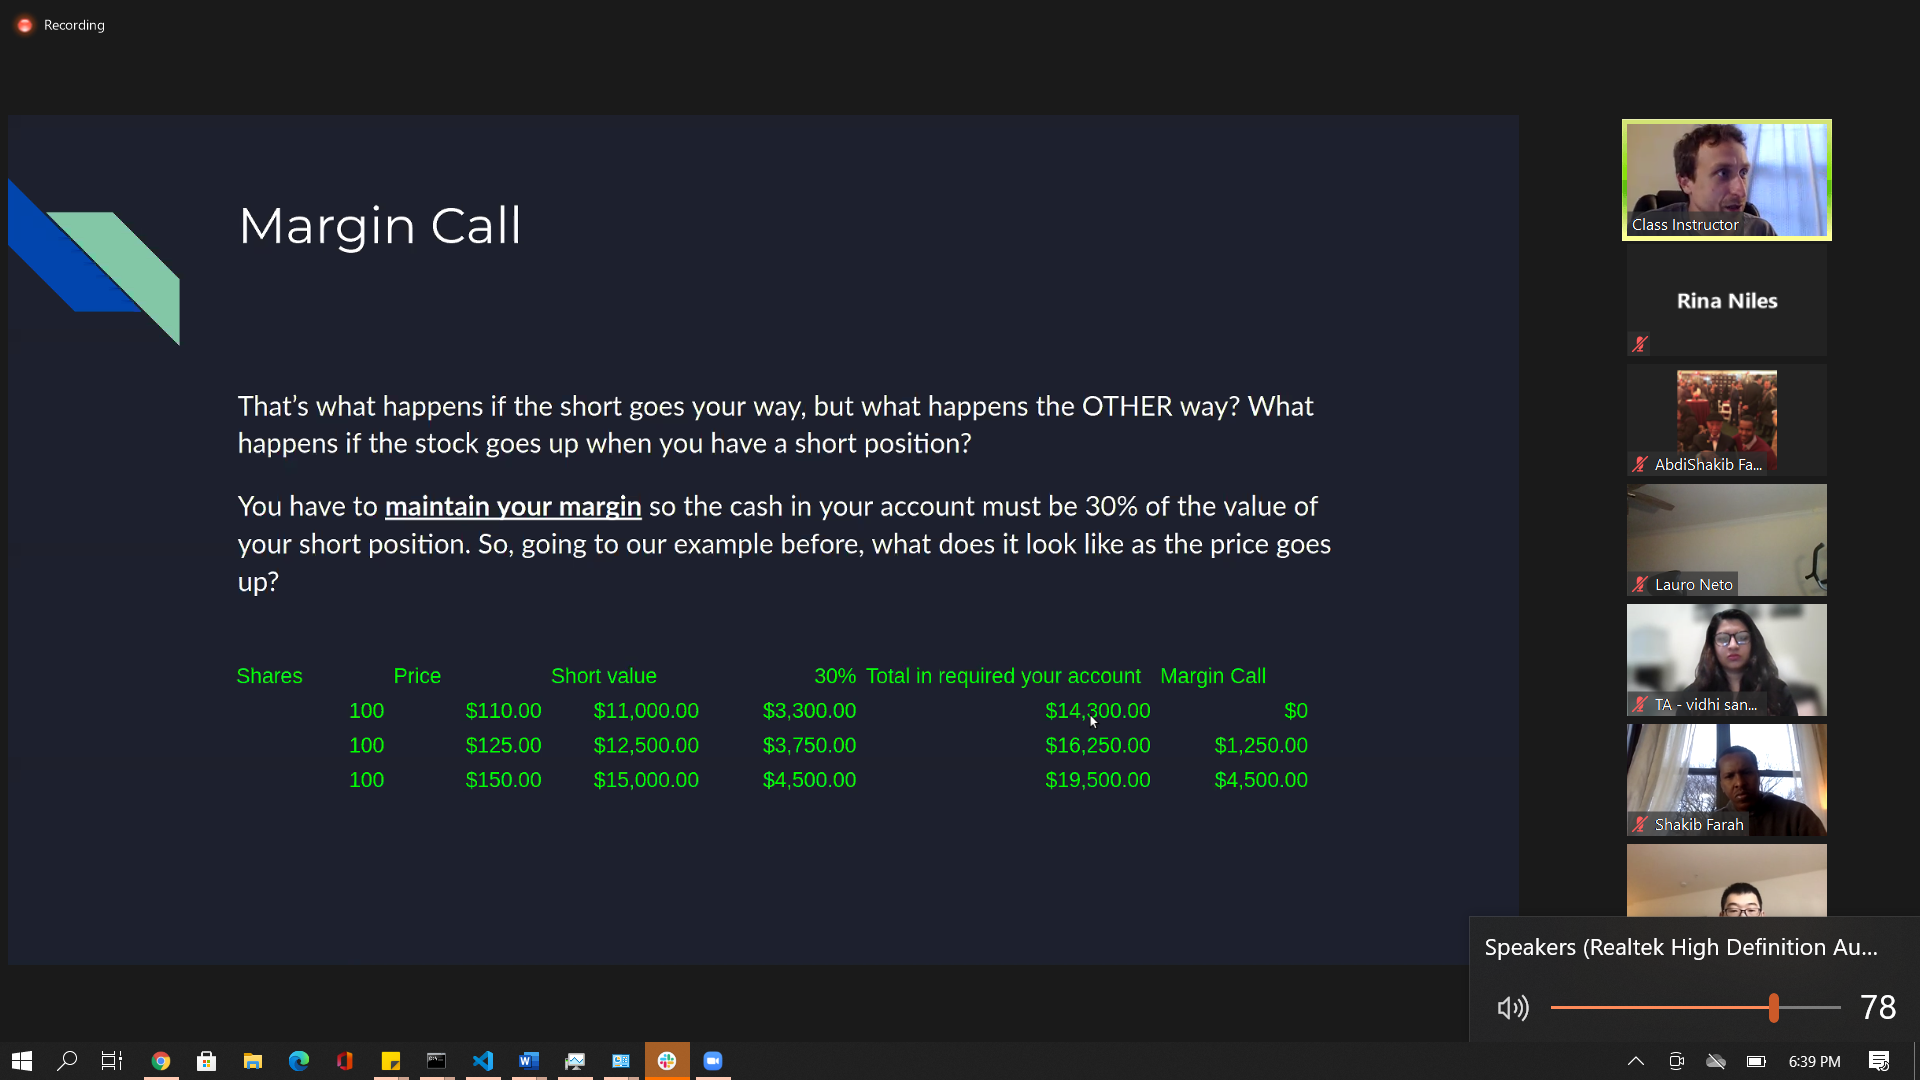 Recording
Margin Call
That’s what happens if the short goes your way, but what happens the OTHER way? What
happens if the stock goes up when you have a short position?
You have to maintain your margin so the cash in your account must be 30% of the value of
your short position. So, going to our example before, what does it look like as the price goes
up?
Shares Price Short value 30% Total in required your account Margin Call
100 $110.00 $11,000.00 $3,300.00 $14,300.00 $0
100 $125.00 $12,500.00 $3,750.00 $16,250.00 $1,250.00
100 $150.00 $15,000.00 $4,500.00 $19,500.00 $4,500.00
Class Instructor
Rina Niles
AbdiShakib Fa...
Lauro Neto
TA - vidhi san...
Shakib Farah
Speakers (Realtek High Definition Au...
78
6:39 PM